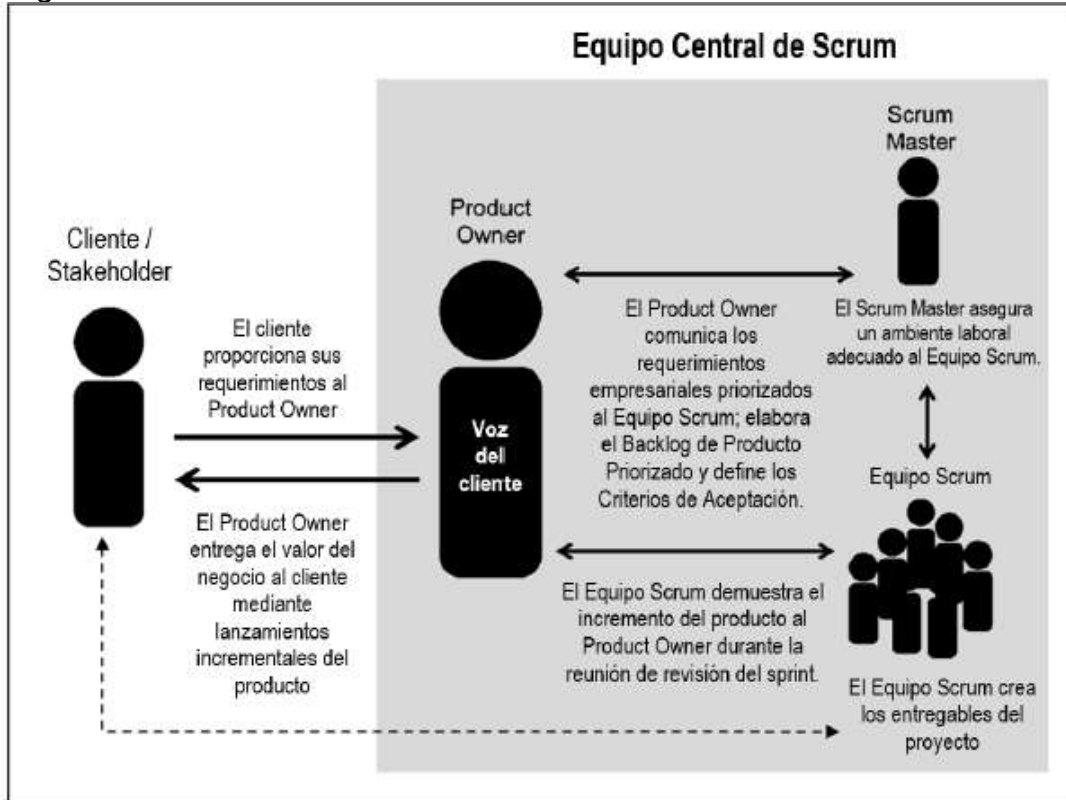 Equipo Central de Scrum
Scrum
Master
Product
Owner
Cliente /
Stakeholder
El cliente
proporciona sus
requerimientos al
Product Owner
Voz
del
cliente
El Product Owner
comunica los
requerimientos
empresariales priorizados
al Equipo Scrum; elabora
el Backlog de Producto
Priorizado y define los
Criterios de Aceptación.
El Scrum Master asegura
un ambiente laboral
adecuado al Equipo Scrum.
Equipo Scrum
El Product Owner
entrega el valor del
negocio al cliente
mediante
lanzamientos
incrementales del
producto
El Equipo Scrum demuestra el
incremento del producto al
Product Owner durante la
reunión de revisión del sprint.
El Equipo Scrum crea
los entregables del
proyecto